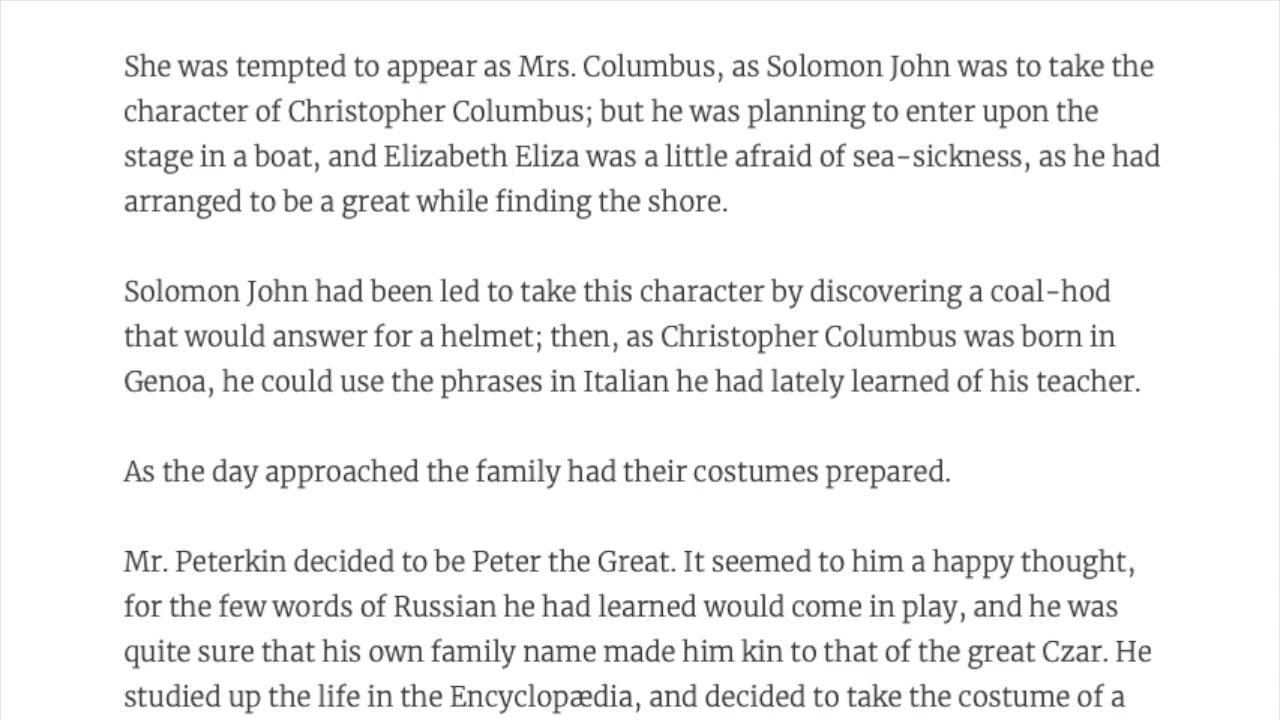 She was tempted to appear as Mrs. Columbus, as Solomon John was to take the
character of Christopher Columbus; but he was planning to enter upon the
stage in a boat, and Elizabeth Eliza was a little afraid of sea-sickness, as he had
arranged to be a great while finding the shore.
Solomon John had been led to take this character by discovering a coal-hod
that would answer for a helmet; then, as Christopher Columbus was born in
Genoa, he could use the phrases in Italian he had lately learned of his teacher.
As the day approached the family had their costumes prepared.
Mr. Peterkin decided to be Peter the Great. It seemed to him a happy thought,
for the few words of Russian he had learned would come in play, and he was
quite sure that his own family name made him kin to that of the great Czar. He
studied up the life in the Encyclopædia, and decided to take the costume of a